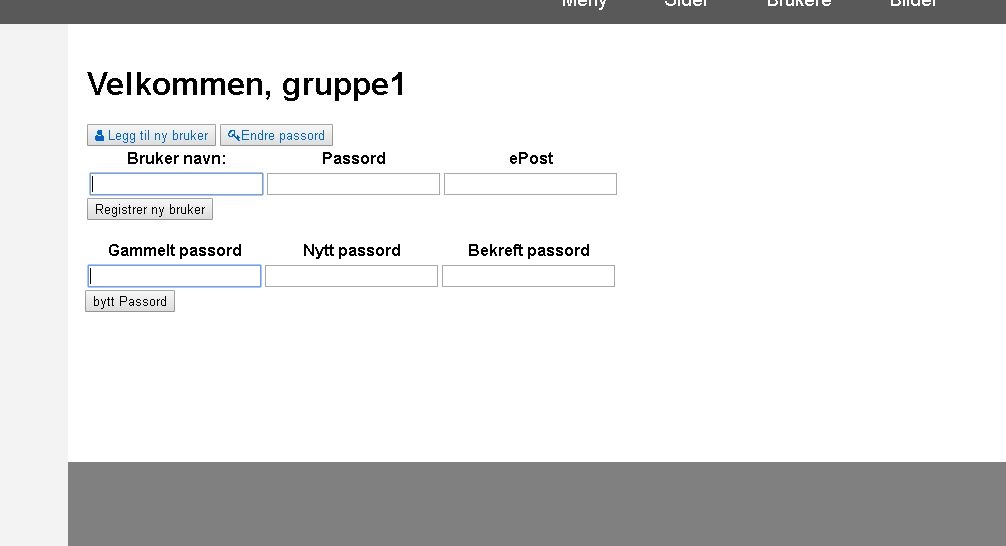 Meny Sider Brukere Bilder
Velkommen, gruppe1
Legg til ny bruker Endre passord
Bruker navn: Passord ePost
Registrer ny bruker
Gammelt passord Nytt passord Bekreft passord
bytt Passord